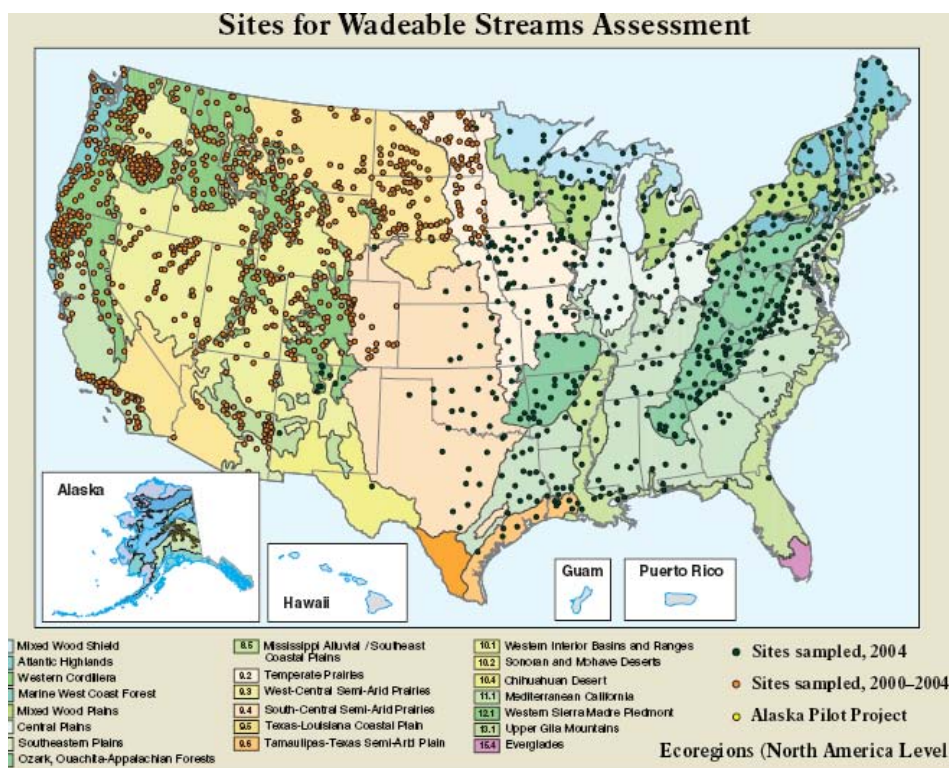 Sites for Wadeable Streams Assessment
Alaska
Hawaii
Guam
Puerto Rico
Mixed Wood Shield
Atlantic Highlands
Western Cordillera
Marine West Coast Forest
Mixed Wood Plains
Central Plains
Southeastern Plains
Ozark, Ouachita-Appalachian Forests
8.5 Mississippi Alluvial / Southeast
Coastal Plains
9.2 Temperate Prairies
9.3 West-Central Semi-Arid Prairies
9.4 South-Central Semi-Arid Prairies
9.5 Texas-Louisiana Coastal Plain
9.6 Tamaulipas-Texas Semi-Arid Plain
10.1 Western Interior Basins and Ranges
10.2 Sonoran and Mohave Deserts
10.4 Chihuahuan Desert
11.1 Mediterranean California
12.1 Western Sierra Madre Piedmont
13.1 Upper Gila Mountains
15.4 Everglades
Sites sampled, 2004
Sites sampled, 2000–2004
Alaska Pilot Project
Ecoregions (North America Level